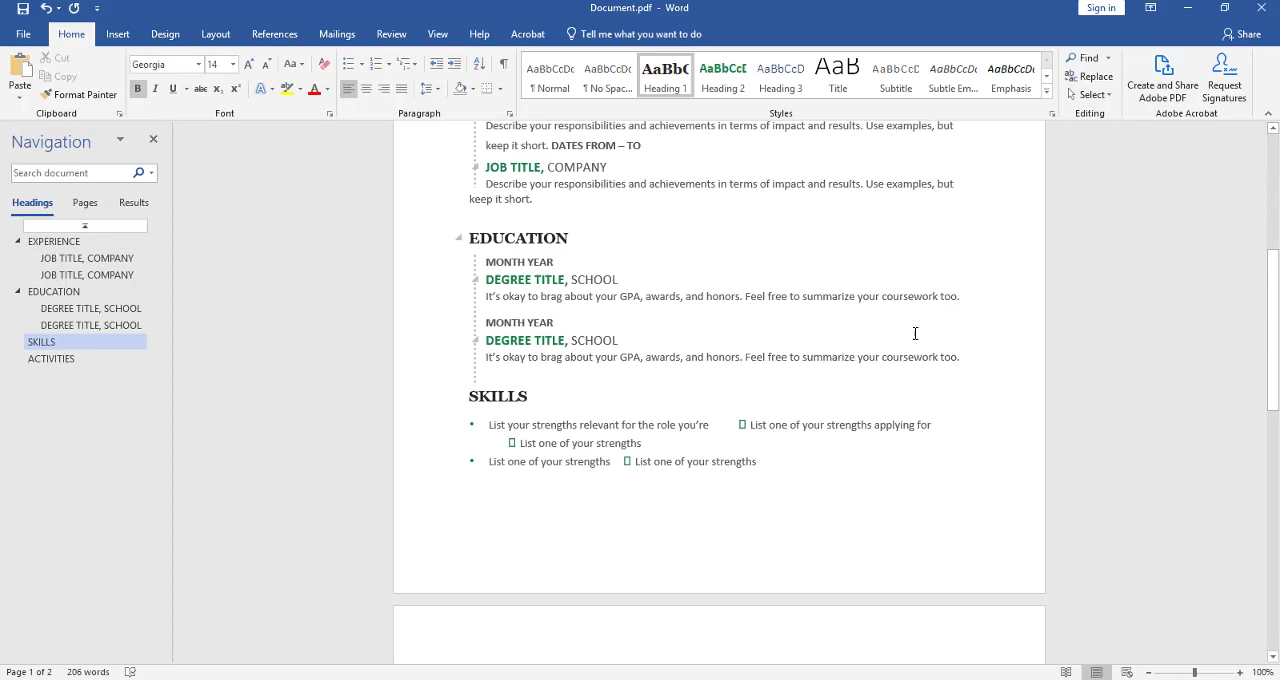 Document.pdf - Word
Sign in
File Home Insert Design Layout References Mailings Review View Help Acrobat Tell me what you want to do Share
Paste
Cut
Copy
Format Painter
Clipboard
Georgia 14
Font
Paragraph
AaBbCcDc AaBbCcDc AaBbC AaBbCcD AaBbCcD AaB AaBbCcD AaBbCcDc AaBbCcDc
¶ Normal ¶ No Spac... Heading 1 Heading 2 Heading 3 Title Subtitle Subtle Em... Emphasis
Styles
Find
Replace
Select
Editing
Create and Share
Adobe PDF
Request
Signatures
Adobe Acrobat
Navigation
Search document
Headings Pages Results
EXPERIENCE
JOB TITLE, COMPANY
JOB TITLE, COMPANY
EDUCATION
DEGREE TITLE, SCHOOL
DEGREE TITLE, SCHOOL
SKILLS
ACTIVITIES
Describe your responsibilities and achievements in terms of impact and results. Use examples, but
keep it short. DATES FROM – TO
JOB TITLE, COMPANY
Describe your responsibilities and achievements in terms of impact and results. Use examples, but
keep it short.
EDUCATION
MONTH YEAR
DEGREE TITLE, SCHOOL
It's okay to brag about your GPA, awards, and honors. Feel free to summarize your coursework too.
MONTH YEAR
DEGREE TITLE, SCHOOL
It's okay to brag about your GPA, awards, and honors. Feel free to summarize your coursework too.
SKILLS
• List your strengths relevant for the role you're List one of your strengths applying for
List one of your strengths
• List one of your strengths List one of your strengths
Page 1 of 2 206 words 100%